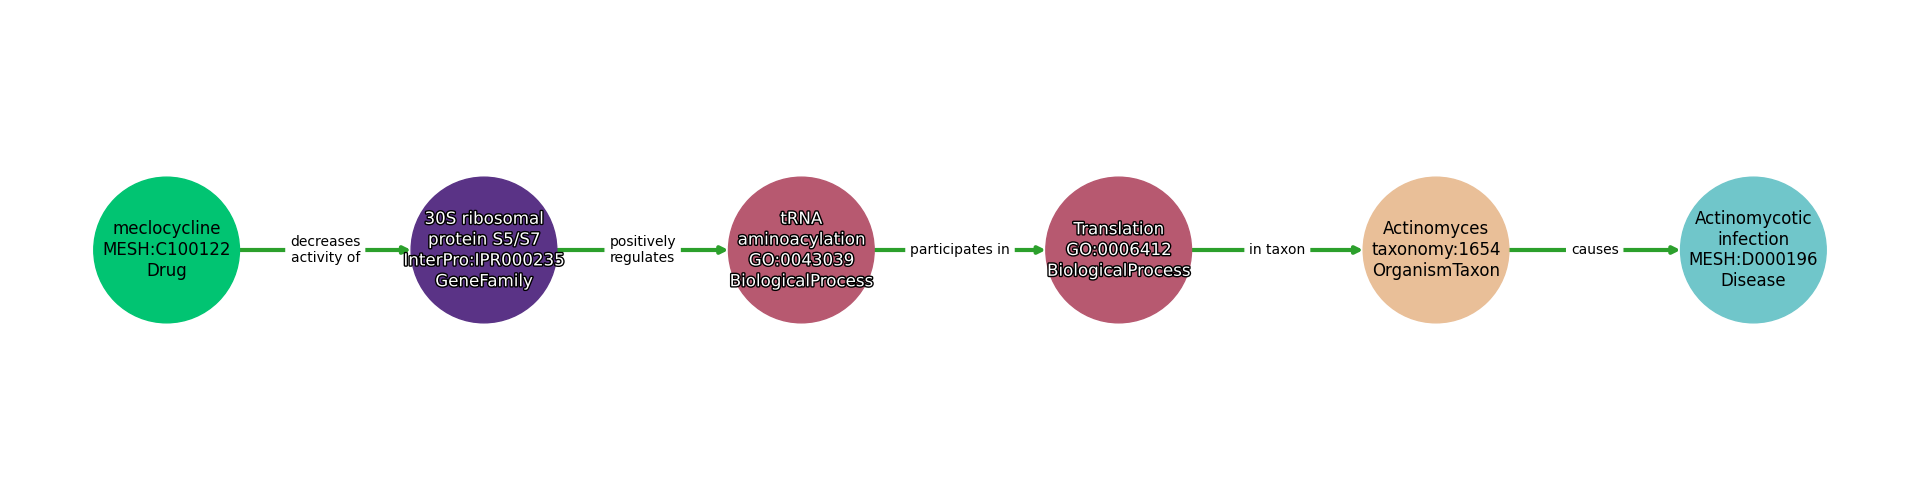 meclocycline
MESH:C100122
Drug
decreases
activity of
30S ribosomal
protein S5/S7
InterPro:IPR000235
GeneFamily
positively
regulates
tRNA
aminoacylation
GO:0043039
BiologicalProcess
participates in
Translation
GO:0006412
BiologicalProcess
in taxon
Actinomyces
taxonomy:1654
OrganismTaxon
causes
Actinomycotic
infection
MESH:D000196
Disease